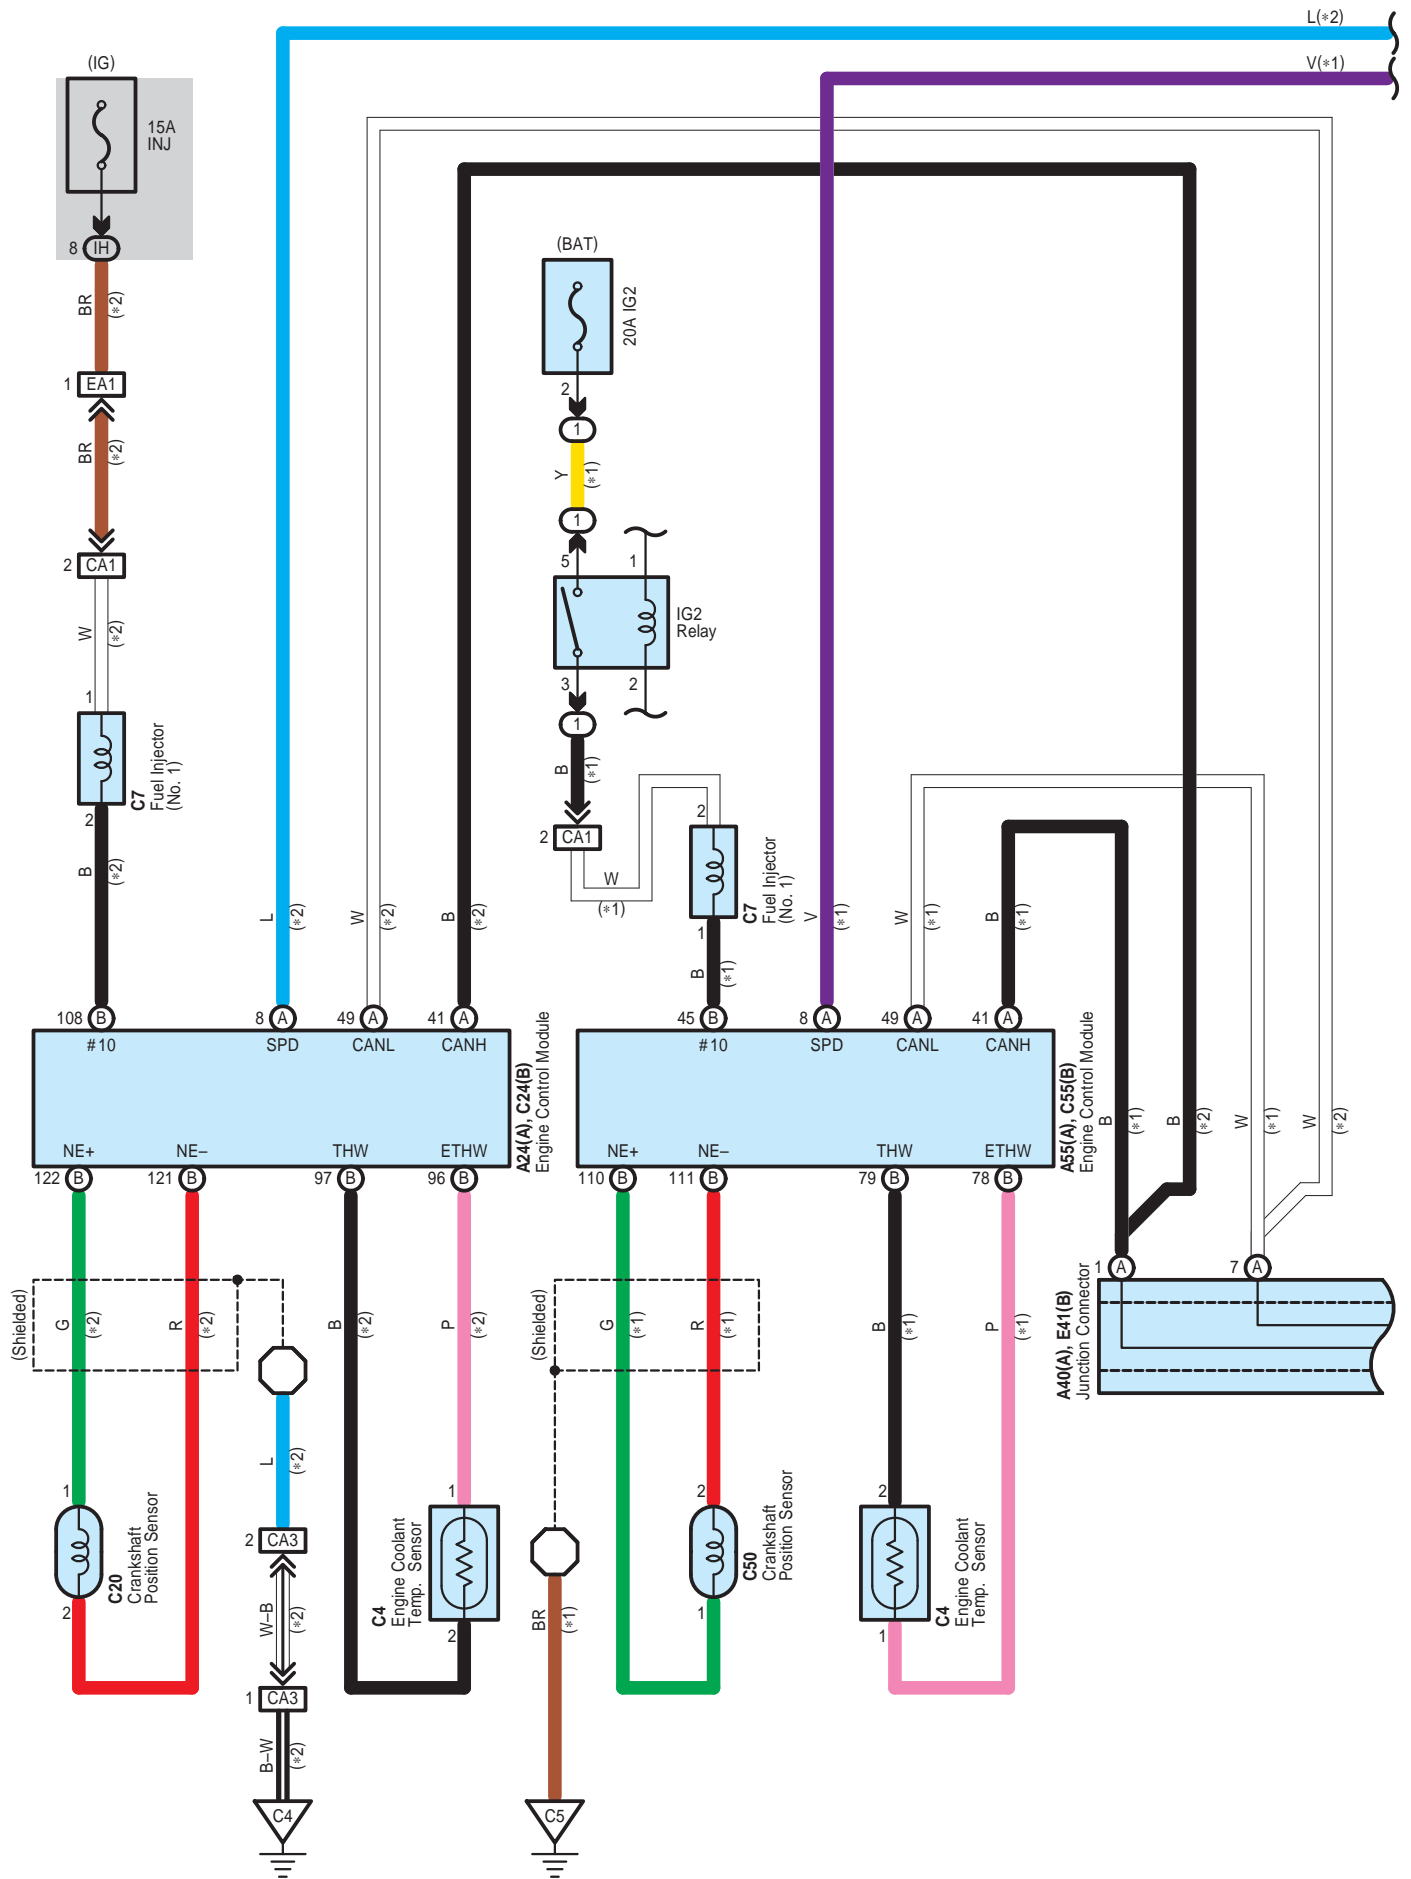 L(*2)
V(*1)
(IG)
15A
INJ
8 IH
BR
(*2)
1 EA1
BR
(*2)
2 CA1
W
(*2)
1
C7
Fuel Injector
(No. 1)
2
B
(*2)
(BAT)
20A IG2
2
1
Y
(*1)
1
5
1
IG2
Relay
3
2
1
B
(*1)
2 CA1
W
(*1)
2
C7
Fuel Injector
(No. 1)
1
B
(*1)
L
(*2)
W
(*2)
B
(*2)
V
(*1)
W
(*1)
B
(*1)
108 B
8 A
49 A
41 A
#10
SPD
CANL
CANH
NE+
NE–
THW
ETHW
122 B
121 B
97 B
96 B
A24(A), C24(B)
Engine Control Module
45 B
8 A
49 A
41 A
#10
SPD
CANL
CANH
NE+
NE–
THW
ETHW
110 B
111 B
79 B
78 B
A55(A), C55(B)
Engine Control Module
B
(*1)
B
(*2)
W
(*1)
W
(*2)
1 A
7 A
A40(A), E41(B)
Junction Connector
(Shielded)
G
(*2)
R
(*2)
B
(*2)
P
(*2)
(Shielded)
G
(*1)
R
(*1)
B
(*1)
P
(*1)
L
(*2)
1
C20
Crankshaft
Position Sensor
2
2 CA3
W–B
(*2)
1 CA3
B–W
(*2)
C4
1
C4
Engine Coolant
Temp. Sensor
2
BR
(*1)
C5
2
C50
Crankshaft
Position Sensor
1
2
C4
Engine Coolant
Temp. Sensor
1